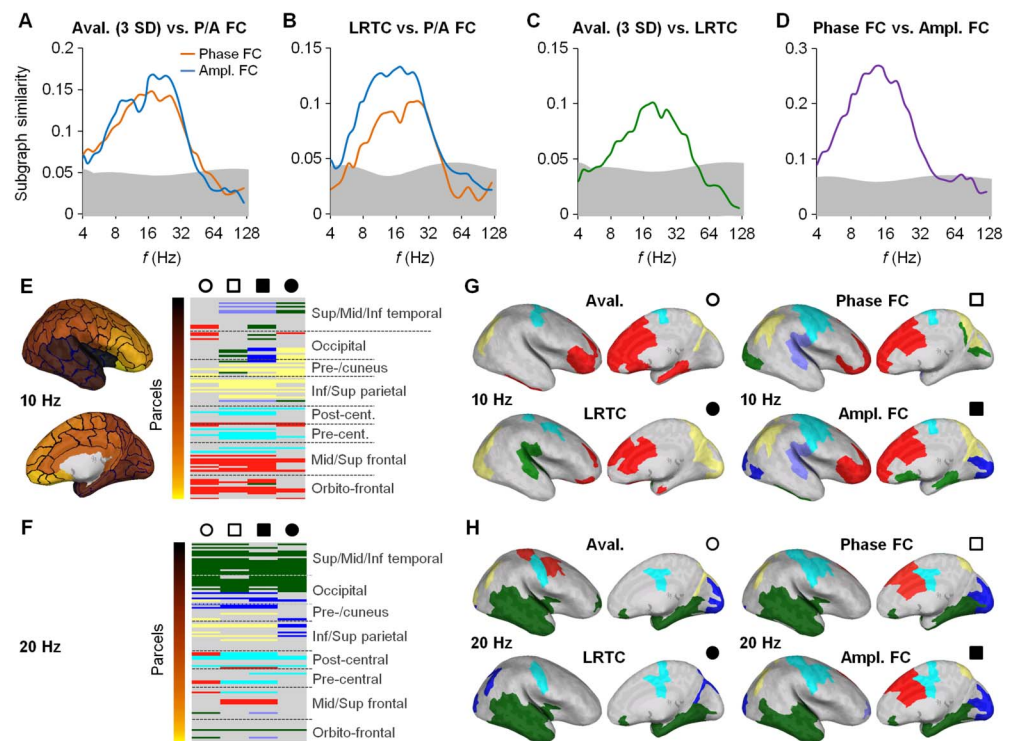 A Aval. (3 SD) vs. P/A FC
B LRTC vs. P/A FC
C Aval. (3 SD) vs. LRTC
D Phase FC vs. Ampl. FC
Subgraph similarity
0.2
0.15
0.1
0.05
0
Phase FC
Ampl. FC
4 8 16 32 64 128
f (Hz)
0.15
0.10
0.05
0
4 8 16 32 64 128
f (Hz)
0.15
0.10
0.05
0
4 8 16 32 64 128
f (Hz)
0.30
0.20
0.1
0
4 8 16 32 64 128
f (Hz)
E
10 Hz
Parcels
Sup/Mid/Inf temporal
Occipital
Pre-/cuneus
Inf/Sup parietal
Post-cent.
Pre-cent.
Mid/Sup frontal
Orbito-frontal
G
Aval.
Phase FC
10 Hz
10 Hz
LRTC
Ampl. FC
F
20 Hz
Parcels
Sup/Mid/Inf temporal
Occipital
Pre-/cuneus
Inf/Sup parietal
Post-central
Pre-central
Mid/Sup frontal
Orbito-frontal
H
Aval.
Phase FC
20 Hz
20 Hz
LRTC
Ampl. FC